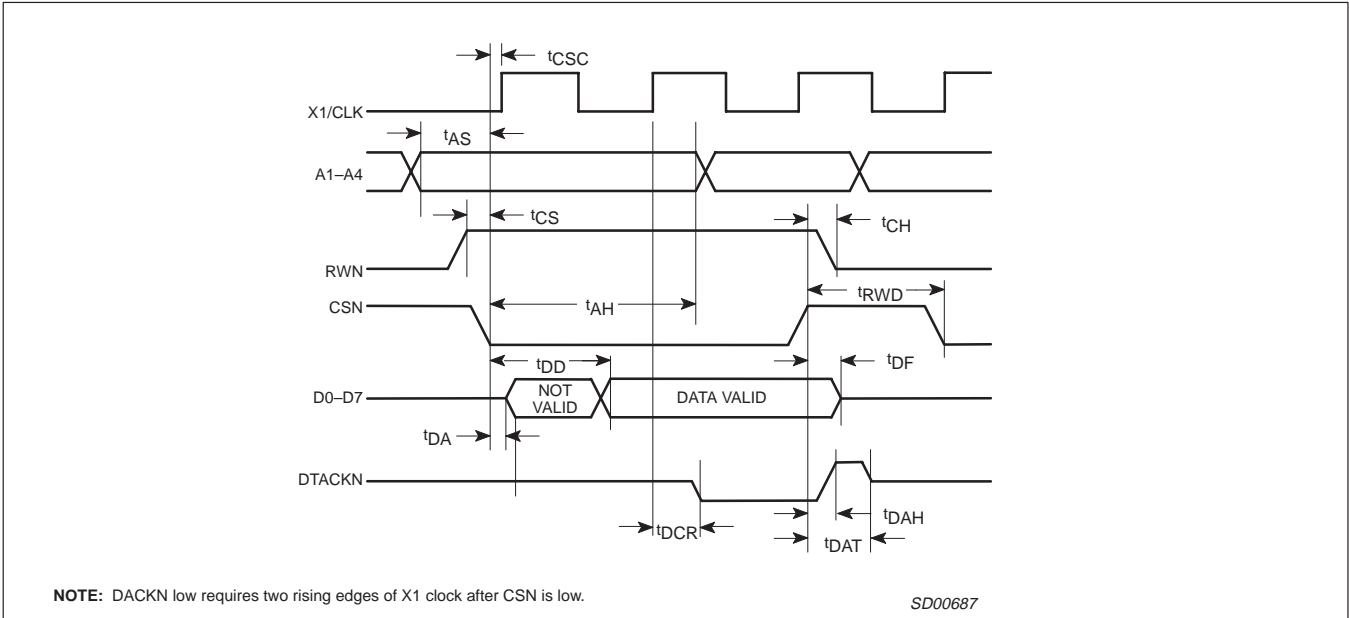 tCSC
X1/CLK
tAS
A1–A4
tCS
tCH
RWN
tRWD
CSN
tAH
tDD
tDF
D0–D7
NOT
VALID
DATA VALID
tDA
DTACKN
tDCR
tDAH
tDAT
NOTE: DACKN low requires two rising edges of X1 clock after CSN is low.
SD00687